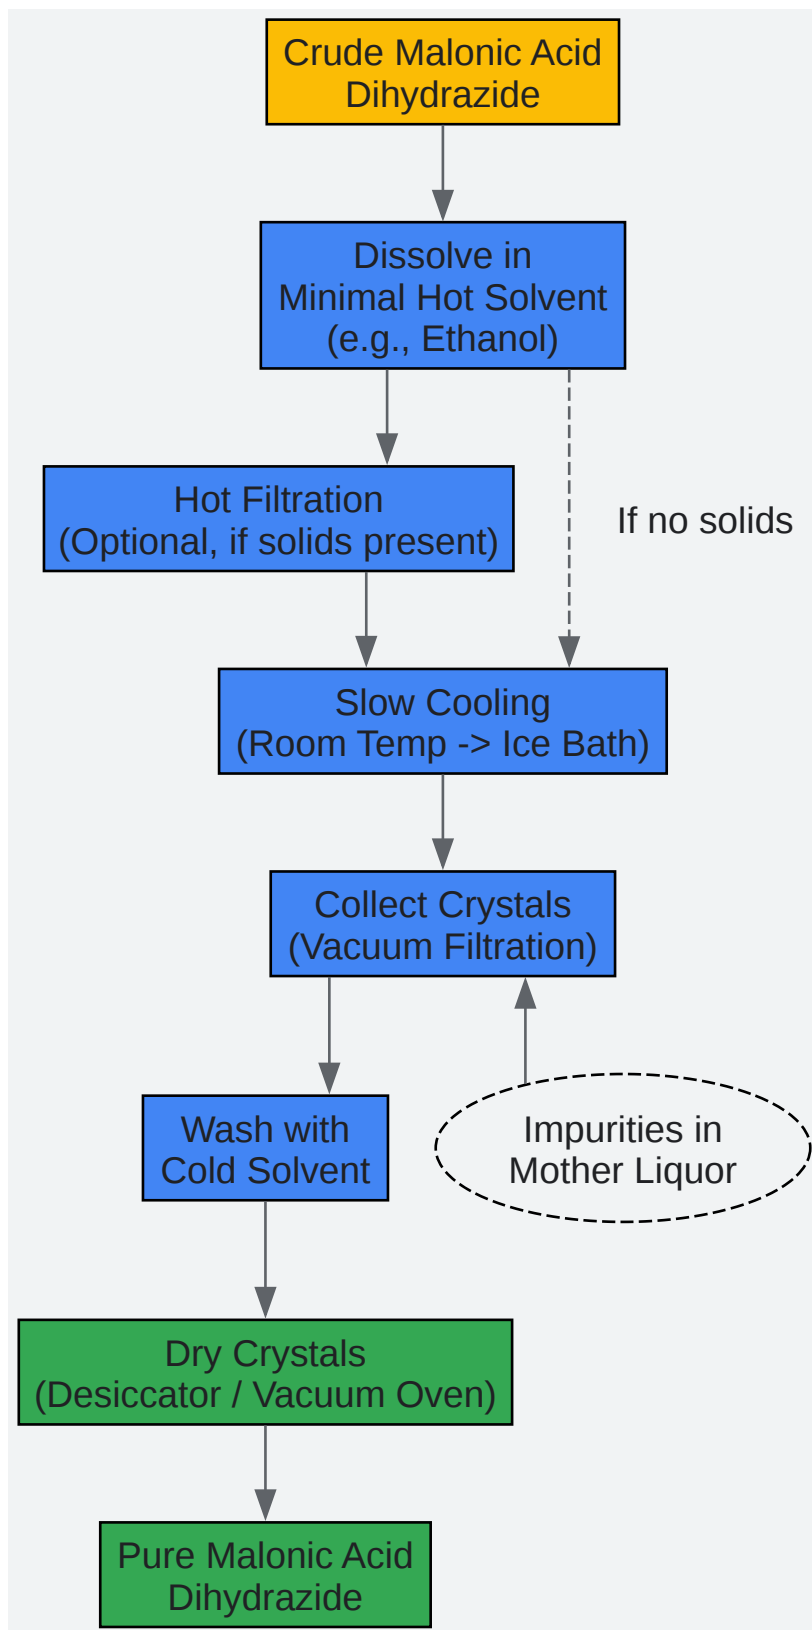 Crude Malonic Acid
Dihydrazide
Dissolve in
Minimal Hot Solvent
(e.g., Ethanol)
Hot Filtration
(Optional, if solids present)
If no solids
Slow Cooling
(Room Temp -> Ice Bath)
Collect Crystals
(Vacuum Filtration)
Wash with
Cold Solvent
Impurities in
Mother Liquor
Dry Crystals
(Desiccator / Vacuum Oven)
Pure Malonic Acid
Dihydrazide